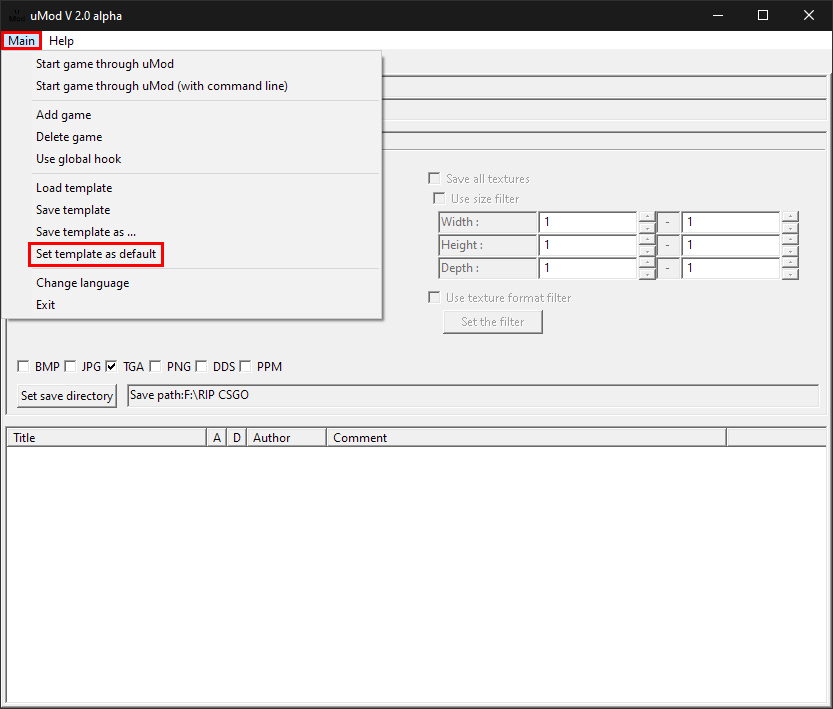 uMod V 2.0 alpha
Main Help
Start game through uMod
Start game through uMod (with command line)
Add game
Delete game
Use global hook
Load template
Save template
Save template as ...
Set template as default
Change language
Exit
Save all textures
Use size filter
Width : 1 - 1
Height : 1 - 1
Depth : 1 - 1
Use texture format filter
Set the filter
BMP JPG TGA PNG DDS PPM
Set save directory Save path:F:\RIP CSGO
Title A D Author Comment